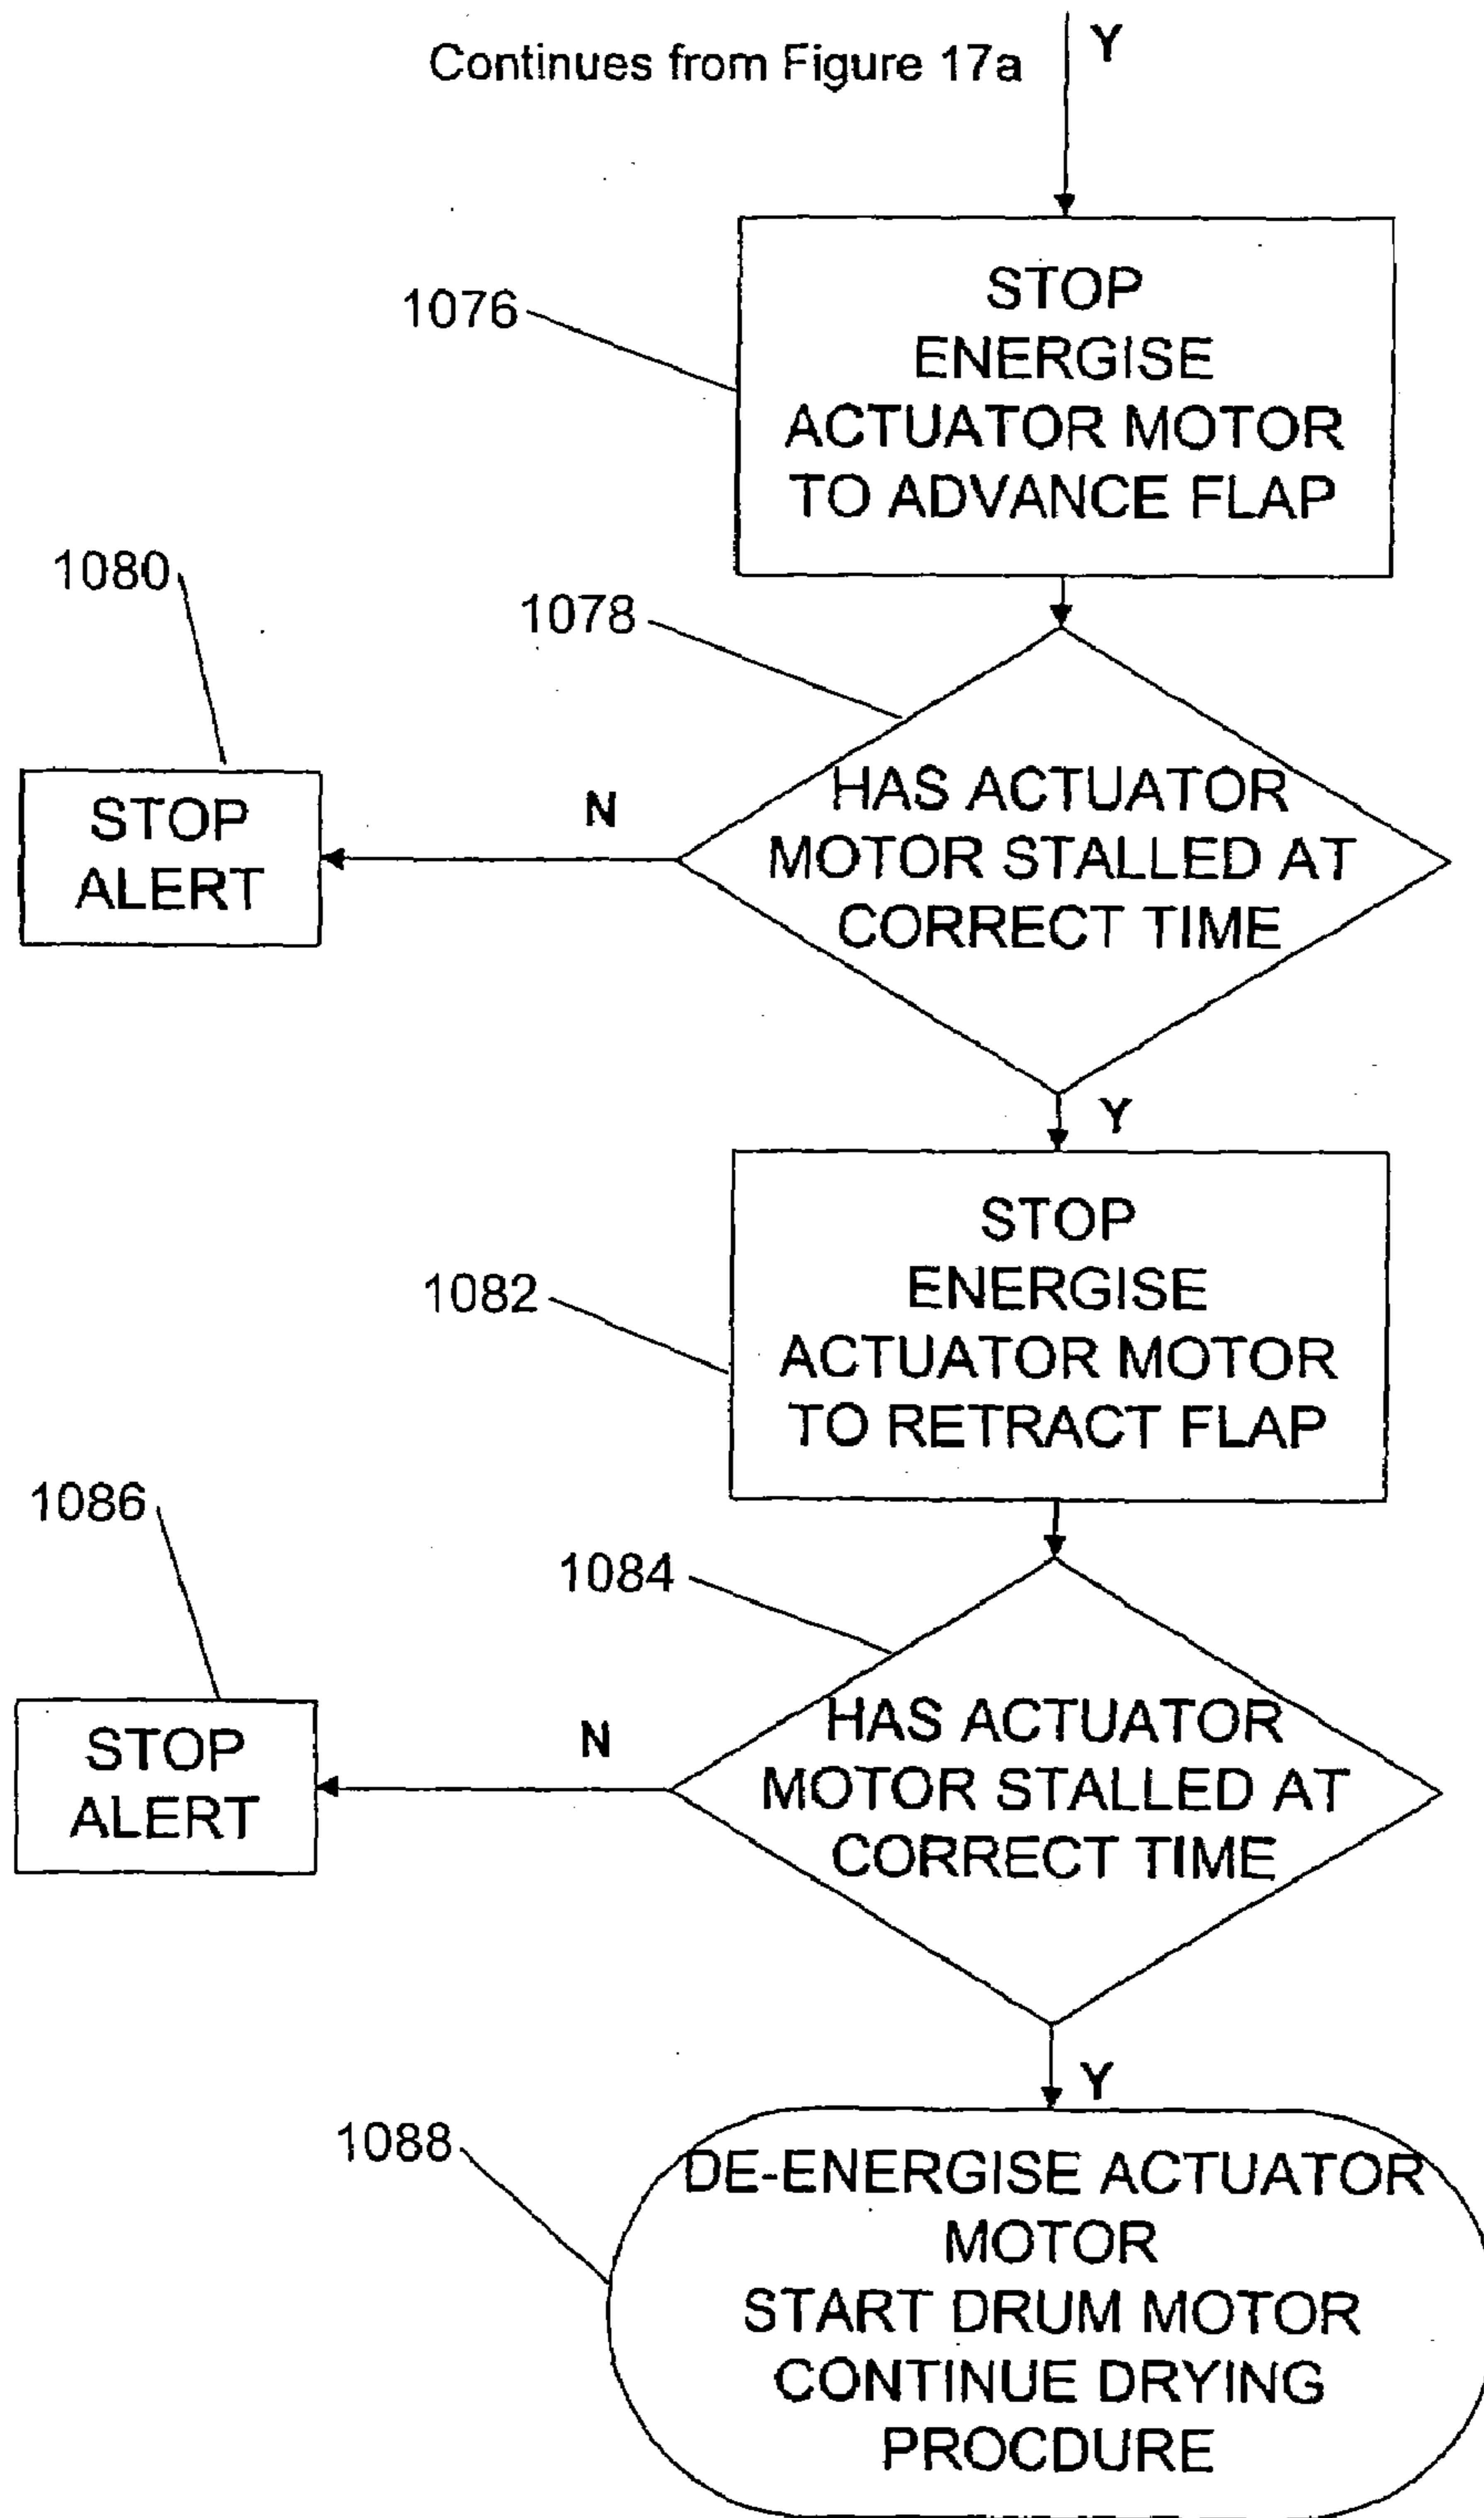 Continues from Figure 17a
Y
1076
STOP
ENERGISE
ACTUATOR MOTOR
TO ADVANCE FLAP
1080
1078
STOP
ALERT
N
HAS ACTUATOR
MOTOR STALLED AT
CORRECT TIME
Y
1082
STOP
ENERGISE
ACTUATOR MOTOR
TO RETRACT FLAP
1086
1084
STOP
ALERT
N
HAS ACTUATOR
MOTOR STALLED AT
CORRECT TIME
Y
1088
DE-ENERGISE ACTUATOR
MOTOR
START DRUM MOTOR
CONTINUE DRYING
PROCDURE